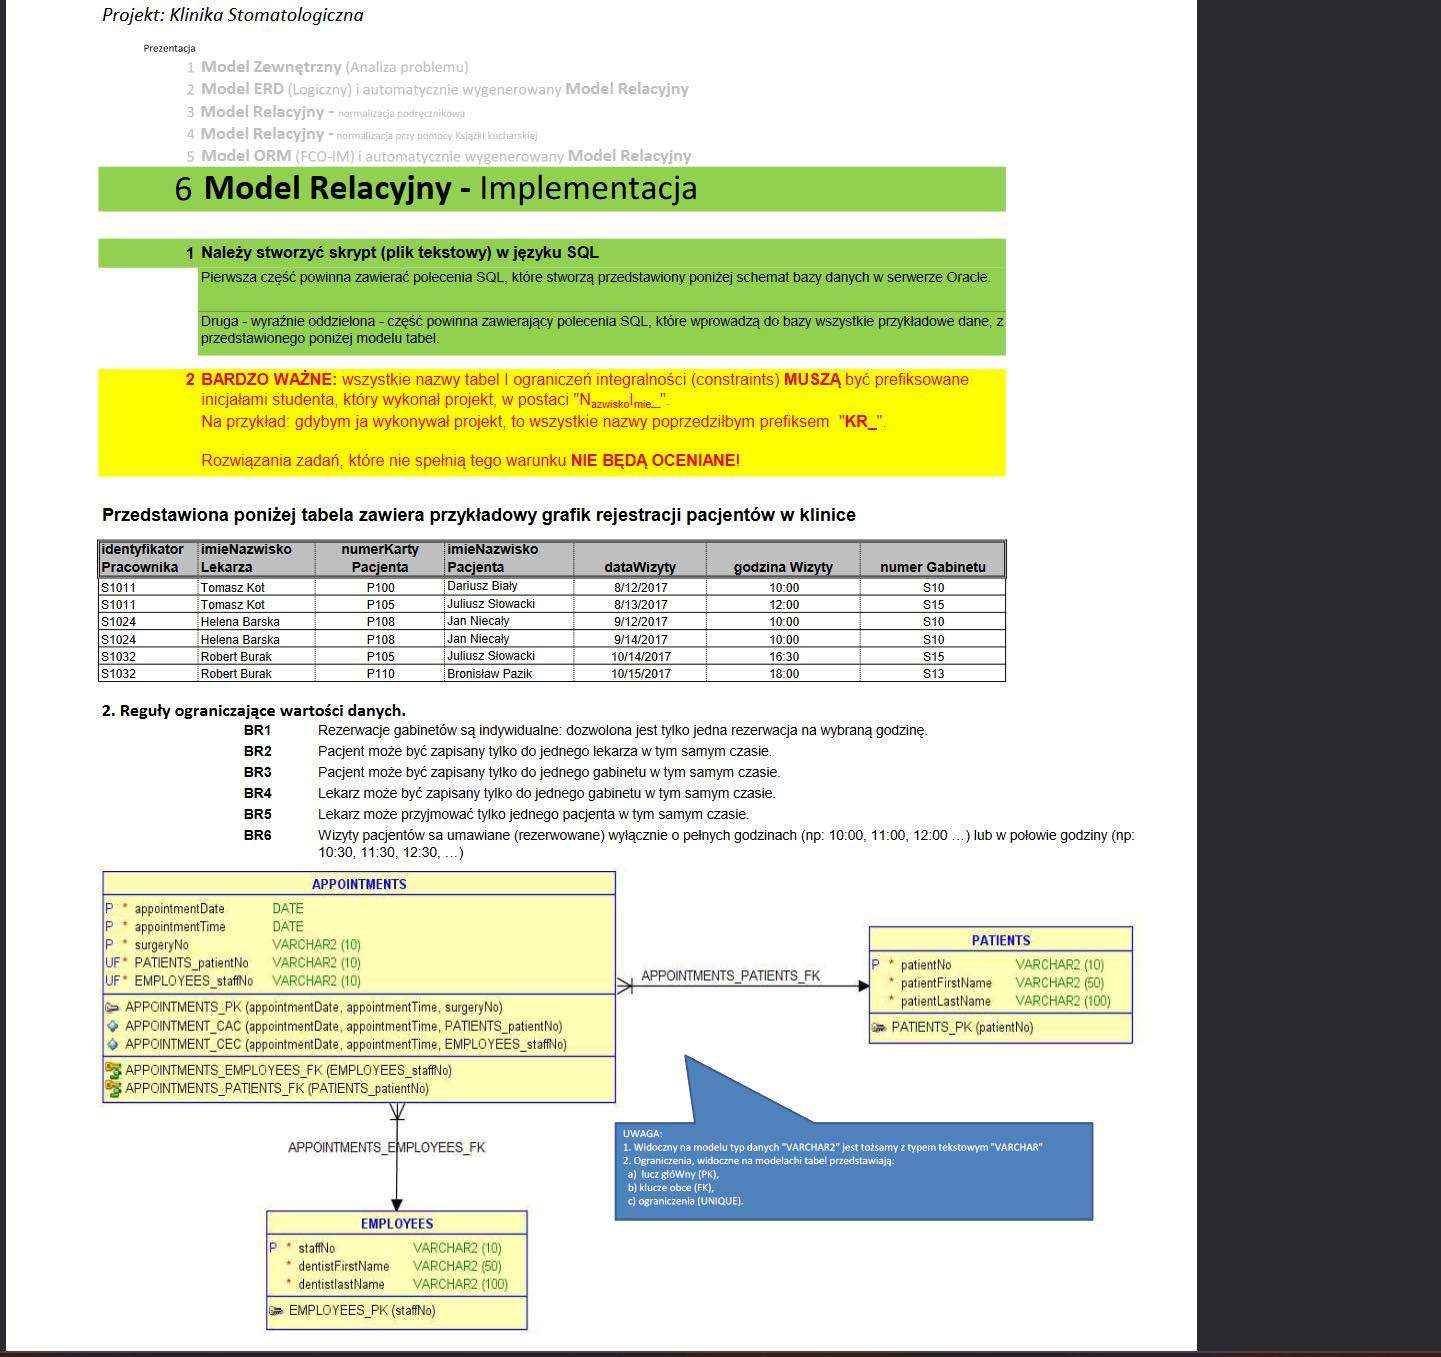 Projekt: Klinika Stomatologiczna
Prezentacja
1 Model Zewnętrzny (Analiza problemu)
2 Model ERD (Logiczny) i automatycznie wygenerowany Model Relacyjny
3 Model Relacyjny - normalizacja podręcznikowa
4 Model Relacyjny - normalizacja przy pomocy Książki kucharskiej
5 Model ORM (FCO-IM) i automatycznie wygenerowany Model Relacyjny
6 Model Relacyjny - Implementacja
1 Należy stworzyć skrypt (plik tekstowy) w języku SQL
Pierwsza część powinna zawierać polecenia SQL, które stworzą przedstawiony poniżej schemat bazy danych w serwerze Oracle.
Druga - wyraźnie oddzielona - część powinna zawierający polecenia SQL, które wprowadzą do bazy wszystkie przykładowe dane, z
przedstawionego poniżej modelu tabel.
2 BARDZO WAŻNE: wszystkie nazwy tabel I ograniczeń integralności (constraints) MUSZĄ być prefiksowane
inicjałami studenta, który wykonał projekt, w postaci "NazwiskoImie_".
Na przykład: gdybym ja wykonywał projekt, to wszystkie nazwy poprzedziłbym prefiksem "KR_".
Rozwiązania zadań, które nie spełnią tego warunku NIE BĘDĄ OCENIANE!
Przedstawiona poniżej tabela zawiera przykładowy grafik rejestracji pacjentów w klinice
identyfikator imieNazwisko numerKarty imieNazwisko
Pracownika Lekarza Pacjenta Pacjenta dataWizyty godzina Wizyty numer Gabinetu
S1011 Tomasz Kot P100 Dariusz Biały 8/12/2017 10:00 S10
S1011 Tomasz Kot P105 Juliusz Słowacki 8/13/2017 12:00 S15
S1024 Helena Barska P108 Jan Niecały 9/12/2017 10:00 S10
S1024 Helena Barska P108 Jan Niecały 9/14/2017 10:00 S10
S1032 Robert Burak P105 Juliusz Słowacki 10/14/2017 16:30 S15
S1032 Robert Burak P110 Bronisław Pazik 10/15/2017 18:00 S13
2. Reguły ograniczające wartości danych.
BR1 Rezerwacje gabinetów są indywidualne: dozwolona jest tylko jedna rezerwacja na wybraną godzinę.
BR2 Pacjent może być zapisany tylko do jednego lekarza w tym samym czasie.
BR3 Pacjent może być zapisany tylko do jednego gabinetu w tym samym czasie.
BR4 Lekarz może być zapisany tylko do jednego gabinetu w tym samym czasie.
BR5 Lekarz może przyjmować tylko jednego pacjenta w tym samym czasie.
BR6 Wizyty pacjentów sa umawiane (rezerwowane) wyłącznie o pełnych godzinach (np: 10:00, 11:00, 12:00 …) lub w połowie godziny (np:
10:30, 11:30, 12:30, …)
APPOINTMENTS
P * appointmentDate DATE
P * appointmentTime DATE
P * surgeryNo VARCHAR2 (10)
UF * PATIENTS_patientNo VARCHAR2 (10)
UF * EMPLOYEES_staffNo VARCHAR2 (10)
APPOINTMENTS_PK (appointmentDate, appointmentTime, surgeryNo)
APPOINTMENT_CAC (appointmentDate, appointmentTime, PATIENTS_patientNo)
APPOINTMENT_CEC (appointmentDate, appointmentTime, EMPLOYEES_staffNo)
APPOINTMENTS_EMPLOYEES_FK (EMPLOYEES_staffNo)
APPOINTMENTS_PATIENTS_FK (PATIENTS_patientNo)
APPOINTMENTS_PATIENTS_FK
PATIENTS
P * patientNo VARCHAR2 (10)
* patientFirstName VARCHAR2 (50)
* patientLastName VARCHAR2 (100)
PATIENTS_PK (patientNo)
UWAGA:
1. Widoczny na modelu typ danych "VARCHAR2" jest tożsamy z typem tekstowym "VARCHAR"
2. Ograniczenia, widoczne na modelachi tabel przedstawiają:
a) łucz głóWny (PK),
b) klucze obce (FK),
c) ograniczenia (UNIQUE).
APPOINTMENTS_EMPLOYEES_FK
EMPLOYEES
P * staffNo VARCHAR2 (10)
* dentistFirstName VARCHAR2 (50)
* dentistlastName VARCHAR2 (100)
EMPLOYEES_PK (staffNo)